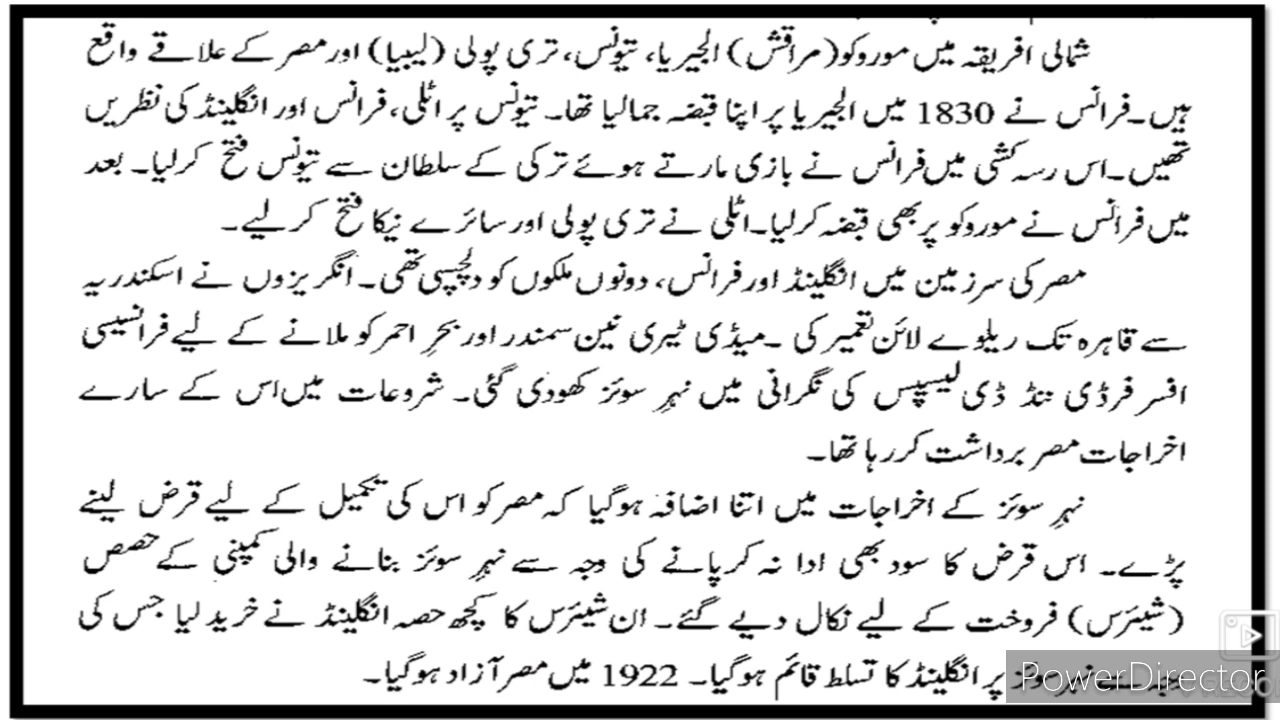 شمالی افریقہ میں موروکو (مراقش) الجیریا، تیونس، تری پولی (لیبیا) اور مصر کے علاقے واقع
ہیں۔ فرانس نے 1830 میں الجیریا پر اپنا قبضہ جمالیا تھا۔ تیونس پر اٹلی، فرانس اور انگلینڈ کی نظریں
تھیں۔ اس رسہ کشی میں فرانس نے بازی مارتے ہوئے ترکی کے سلطان سے تیونس فتح کرلیا۔ بعد
میں فرانس نے موروکو پر بھی قبضہ کرلیا۔ اٹلی نے تری پولی اور سائرے نیکا فتح کر لیے۔
مصر کی سرزمین میں انگلینڈ اور فرانس، دونوں ملکوں کو دلچسپی تھی۔ انگریزوں نے اسکندریہ
سے قاہرہ تک ریلوے لائن تعمیر کی ۔ میڈی ٹیری نین سمندر اور بحرِ احمر کو ملانے کے لیے فرانسیسی
افسر فرڈی ننڈ ڈی لیسپس کی نگرانی میں نہرِ سوئز کھودی گئی۔ شروعات میں اس کے سارے
اخراجات مصر برداشت کر رہا تھا۔
نہرِ سوئز کے اخراجات میں اتنا اضافہ ہوگیا کہ مصر کو اس کی تکمیل کے لیے قرض لینے
پڑے۔ اس قرض کا سود بھی ادا نہ کر پانے کی وجہ سے نہرِ سوئز بنانے والی کمپنی کے حصص
(شیئرس) فروخت کے لیے نکال دیے گئے۔ ان شیئرس کا کچھ حصہ انگلینڈ نے خرید لیا جس کی
پر انگلینڈ کا تسلط قائم ہوگیا۔ 1922 میں مصر آزاد ہوگیا۔
PowerDirector